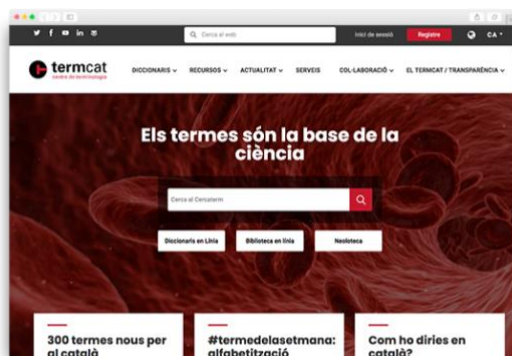 Cerca al web
Inici de sessió
Registre
CA
termcat
centre de terminologia
DICCIONARIS
RECURSOS
ACTUALITAT
SERVEIS
COL·LABORACIÓ
EL TERMCAT / TRANSPARÈNCIA
Els termes són la base de la
ciència
Cerca al Cercaterm
Diccionaris en Línia
Biblioteca en línia
Neoloteca
300 termes nous per
al català
#termedelasetmana:
alfabetització
Com ho diries en
català?